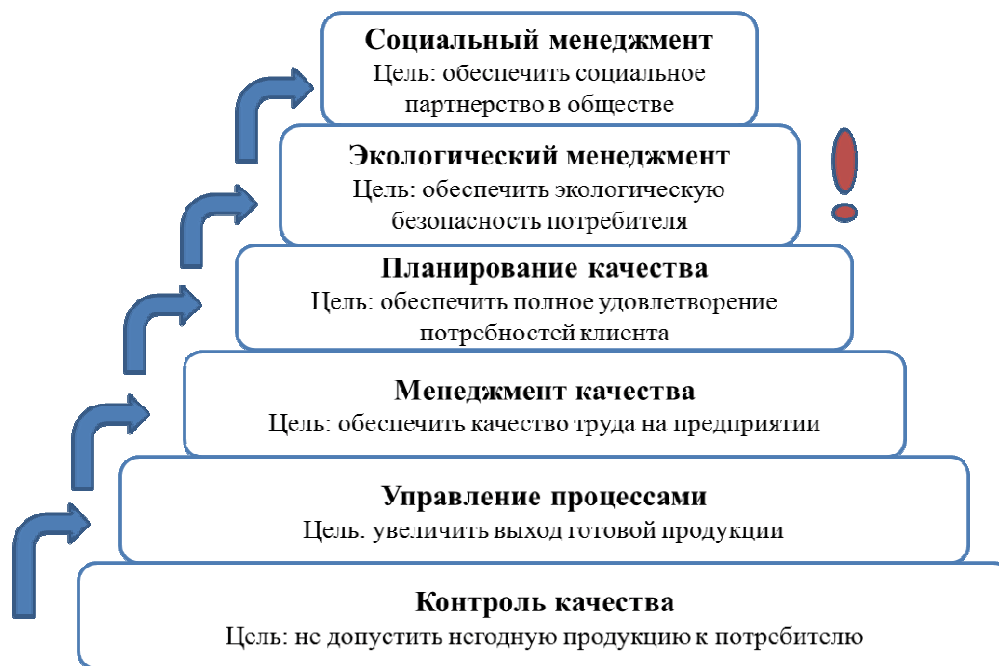 Социальный менеджмент
Цель: обеспечить социальное
партнерство в обществе
Экологический менеджмент
Цель: обеспечить экологическую
безопасность потребителя
Планирование качества
Цель: обеспечить полное удовлетворение
потребностей клиента
Менеджмент качества
Цель: обеспечить качество труда на предприятии
Управление процессами
Цель: увеличить выход готовой продукции
Контроль качества
Цель: не допустить негодную продукцию к потребителю